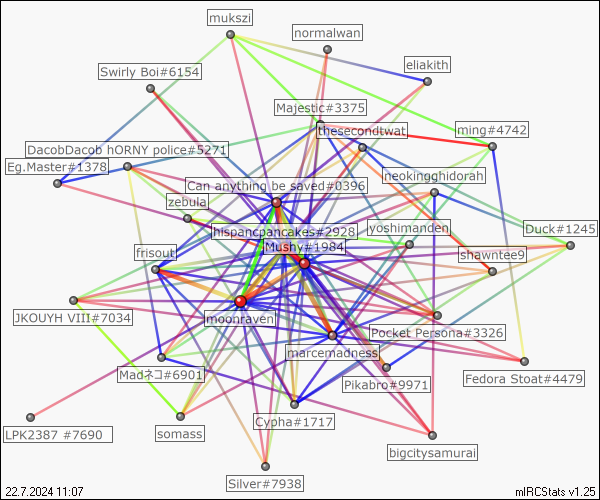 mukszi
normalwan
eliakith
Swirly Boi#6154
Majestic#3375
thesecondtwat
ming#4742
DacobDacob hORNY police#5271
Eg.Master#1378
Can anything be saved#0396
neokingghidorah
zebula
hispancpancakes#2928
yoshimanden
Duck#1245
Mushy#1984
frisout
shawntee9
JKOUYH VIII#7034
moonraven
Pocket Persona#3326
marcemadness
Madネコ#6901
Pikabro#9971
Fedora Stoat#4479
LPK2387 #7690
somass
Cypha#1717
bigcitysamurai
Silver#7938
22.7.2024 11:07
mIRCStats v1.25